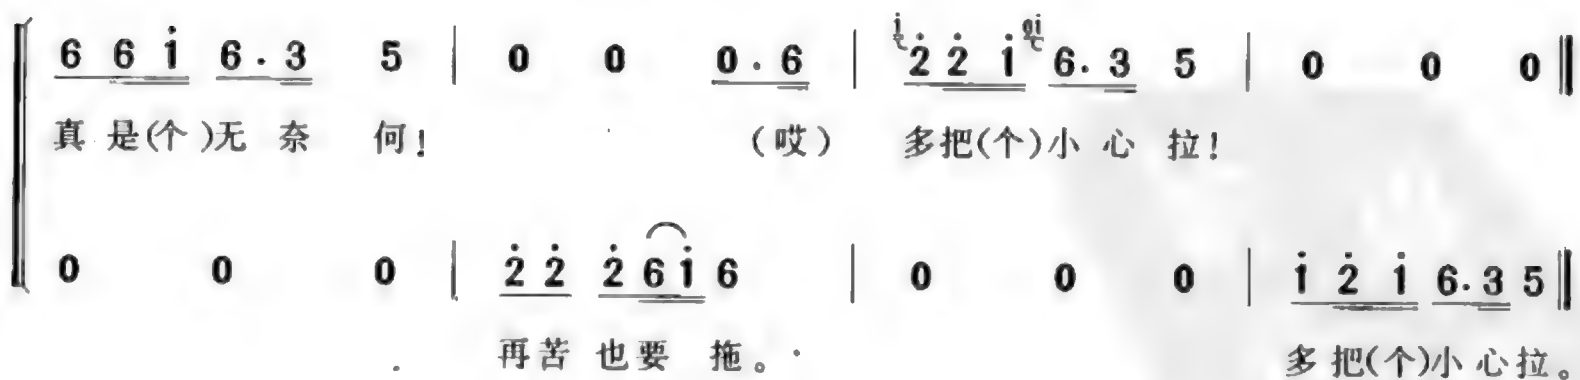 6 6 i̇ 6 . 3 5 | 0 0 0 . 6 | 2̇ 2̇ i̇ 6 . 3 5 | 0 0 0 ‖
真是(个)无奈何! (哎) 多把(个)小心拉!
0 0 0 | 2̇ 2̇ 2̇ 6 i̇ 6 | 0 0 0 | i̇ 2̇ i̇ 6 . 3 5 ‖
再苦也要拖。 多把(个)小心拉。